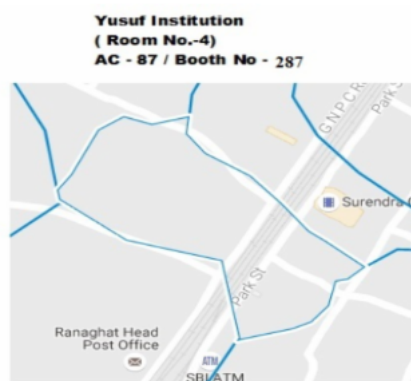 Yusuf Institution
( Room No.-4)
AC - 87 / Booth No - 287
G N P C R
Park S
Surendra
Park St
Ranaghat Head
Post Office
ATM
SBI ATM